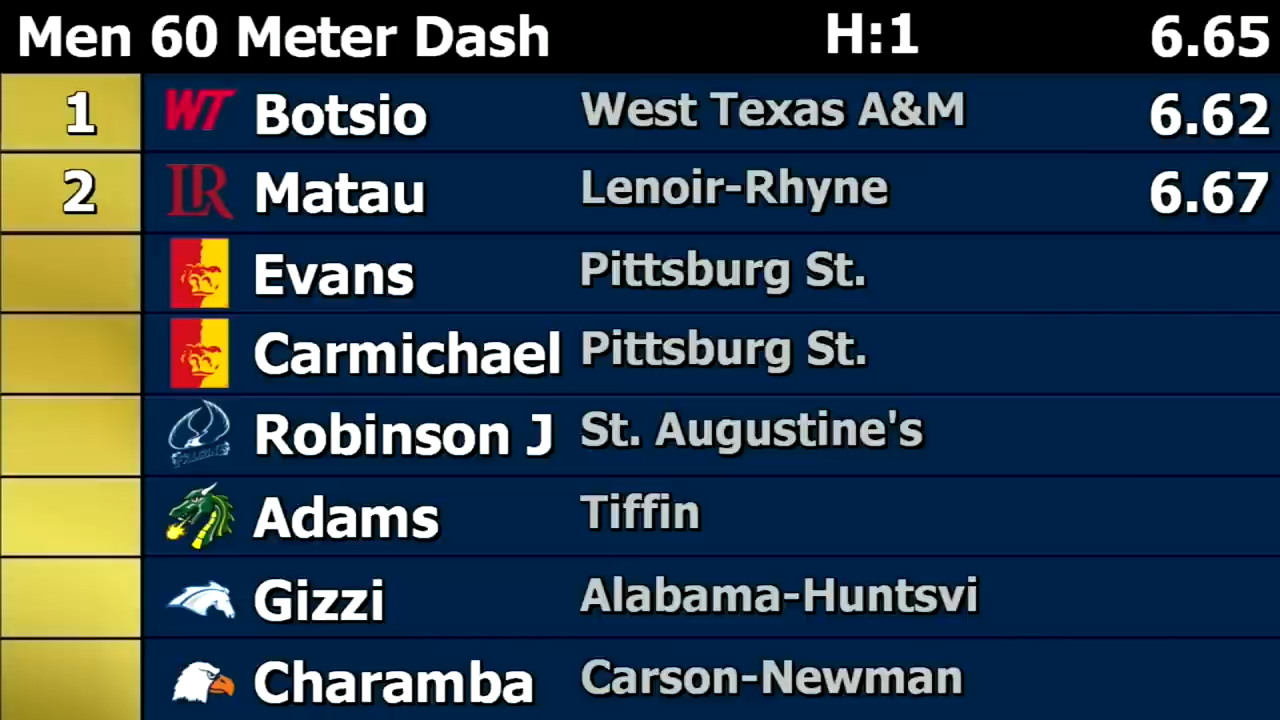 Men 60 Meter Dash H:1 6.65
1 WT Botsio West Texas A&M 6.62
2 LR Matau Lenoir-Rhyne 6.67
Evans Pittsburg St.
Carmichael Pittsburg St.
Robinson J St. Augustine's
Adams Tiffin
Gizzi Alabama-Huntsvi
Charamba Carson-Newman